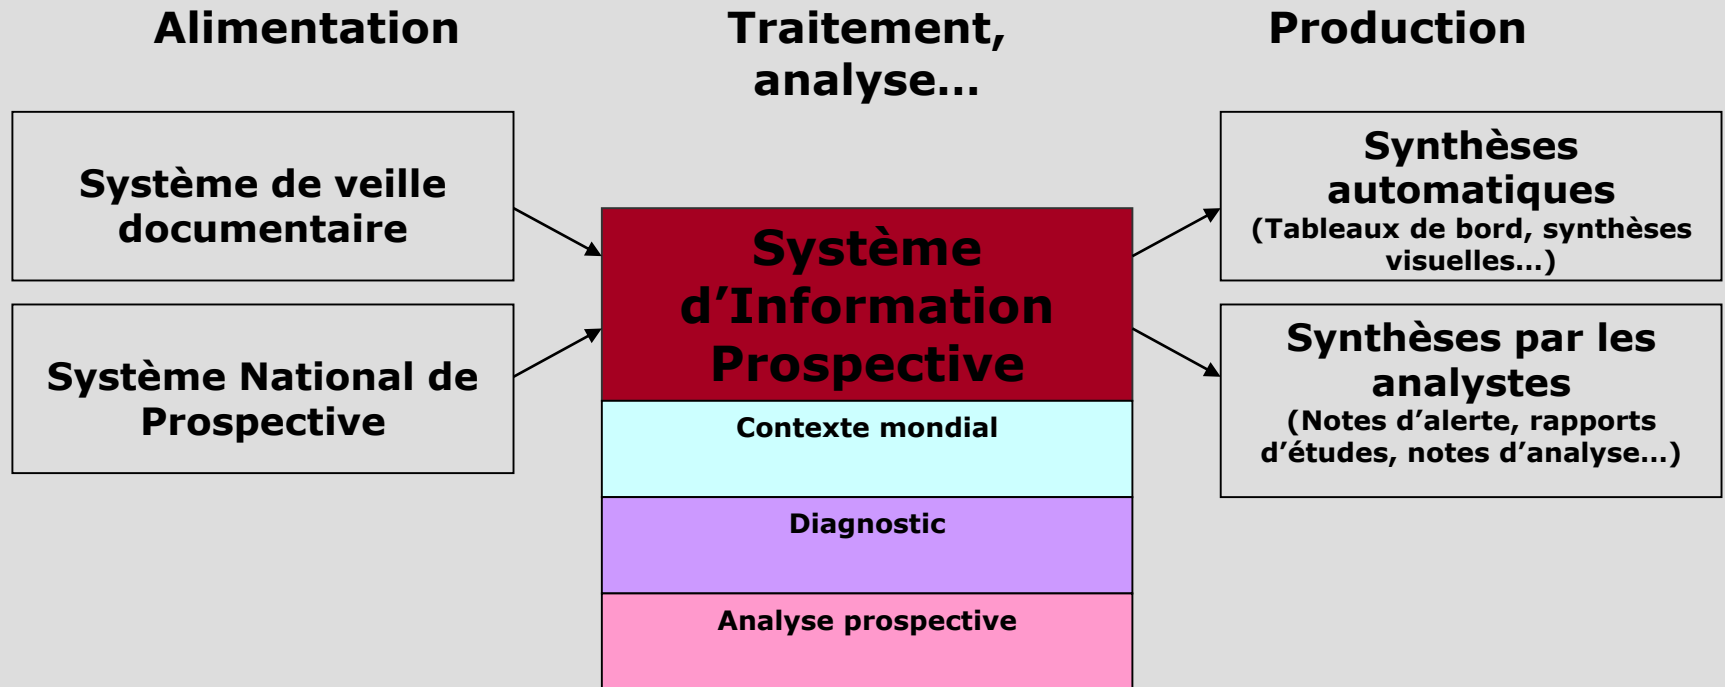 Alimentation
Traitement,
analyse…
Production
Système de veille
documentaire
Système National de
Prospective
Système
d’Information
Prospective
Contexte mondial
Diagnostic
Analyse prospective
Synthèses
automatiques
(Tableaux de bord, synthèses
visuelles…)
Synthèses par les
analystes
(Notes d’alerte, rapports
d’études, notes d’analyse…)